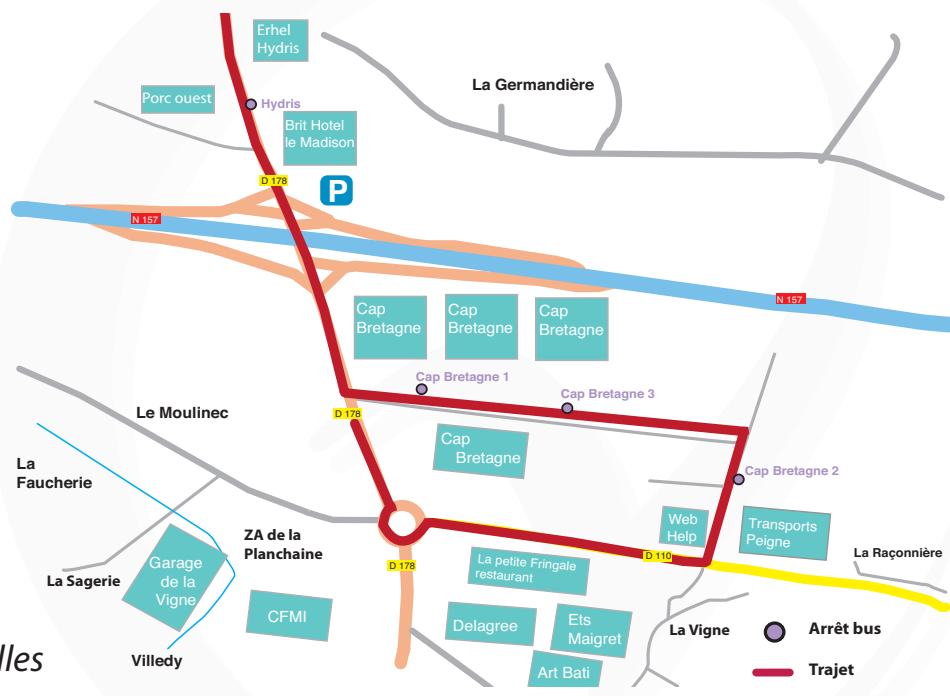 Erhel
Hydris
La Germandière
Porc ouest
Hydris
Brit Hotel
le Madison
D 178
P
N 157
N 157
Cap
Bretagne
Cap
Bretagne
Cap
Bretagne
Cap Bretagne 1
Cap Bretagne 3
Le Moulinec
D 178
Cap
Bretagne
La
Faucherie
Cap Bretagne 2
Web
Help
Transports
Peigne
ZA de la
Planchaine
D 110
La Raçonnière
Garage
de la
Vigne
La Sagerie
D 178
La petite Fringale
restaurant
CFMI
Delagree
Ets
Maigret
La Vigne
Arrêt bus
Villedy
lles
Art Bati
Trajet